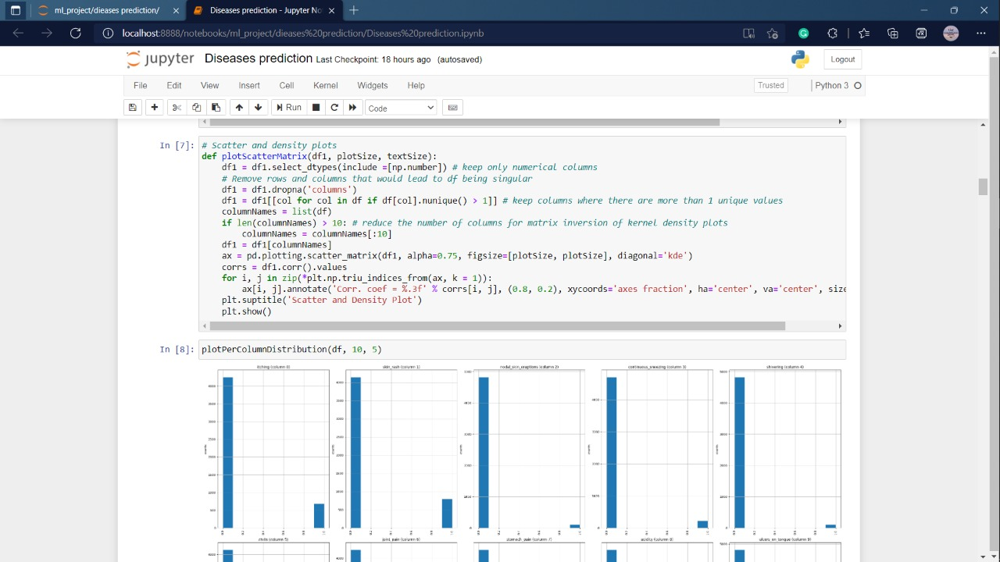 ml_project/dieases prediction/
Diseases prediction - Jupyter No
localhost:8888/notebooks/ml_project/dieases%20prediction/Diseases%20prediction.ipynb
jupyter Diseases prediction Last Checkpoint: 18 hours ago (autosaved)
Logout
File Edit View Insert Cell Kernel Widgets Help
Trusted
Python 3
Run
Code
In [7]:
# Scatter and density plots
def plotScatterMatrix(df1, plotSize, textSize):
df1 = df1.select_dtypes(include =[np.number]) # keep only numerical columns
# Remove rows and columns that would lead to df being singular
df1 = df1.dropna('columns')
df1 = df1[[col for col in df if df[col].nunique() > 1]] # keep columns where there are more than 1 unique values
columnNames = list(df)
if len(columnNames) > 10: # reduce the number of columns for matrix inversion of kernel density plots
columnNames = columnNames[:10]
df1 = df1[columnNames]
ax = pd.plotting.scatter_matrix(df1, alpha=0.75, figsize=[plotSize, plotSize], diagonal='kde')
corrs = df1.corr().values
for i, j in zip(*plt.np.triu_indices_from(ax, k = 1)):
ax[i, j].annotate('Corr. coef = %.3f' % corrs[i, j], (0.8, 0.2), xycoords='axes fraction', ha='center', va='center', size
plt.suptitle('Scatter and Density Plot')
plt.show()
In [8]:
plotPerColumnDistribution(df, 10, 5)
itching (column 0)
skin_rash (column 1)
nodal_skin_eruptions (column 2)
continuous_sneezing (column 3)
shivering (column 4)
chills (column 5)
joint_pain (column 6)
stomach_pain (column 7)
acidity (column 8)
ulcers_on_tongue (column 9)